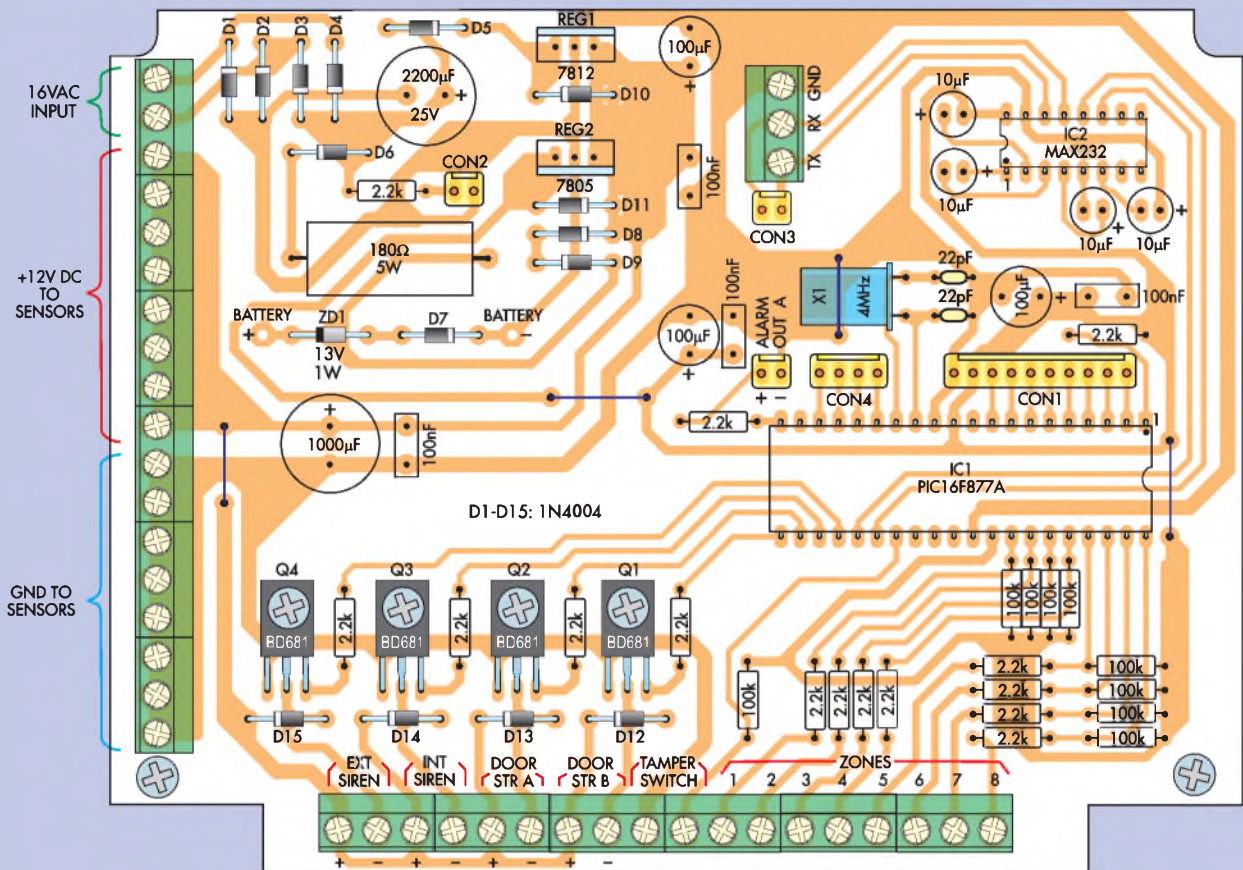 D1
D2
D3
D4
D5
REG1
7812
100µF
+
16VAC
INPUT
2200µF
+
25V
D10
GND
RX
TX
10µF
+
IC2
MAX232
1
10µF
+
10µF
+
10µF
+
D6
REG2
7805
CON2
2.2k
100nF
D11
D8
D9
CON3
180Ω
5W
+12V DC
TO
SENSORS
X1
4MHz
22pF
22pF
100µF
+
100nF
2.2k
BATTERY
+
ZD1
13V
1W
D7
BATTERY
–
100µF
+
100nF
ALARM
OUT A
+ –
CON4
CON1
1000µF
+
100nF
2.2k
1
IC1
PIC16F877A
D1-D15: 1N4004
GND TO
SENSORS
Q4
BD681
2.2k
Q3
BD681
2.2k
Q2
BD681
2.2k
Q1
BD681
2.2k
100k
100k
100k
100k
100k
2.2k
2.2k
2.2k
2.2k
2.2k
100k
2.2k
100k
2.2k
100k
2.2k
100k
D15
D14
D13
D12
EXT
SIREN
INT
SIREN
DOOR
STR A
DOOR
STR B
TAMPER
SWITCH
ZONES
1 2 3 4 5 6 7 8
+ – + – + – + –